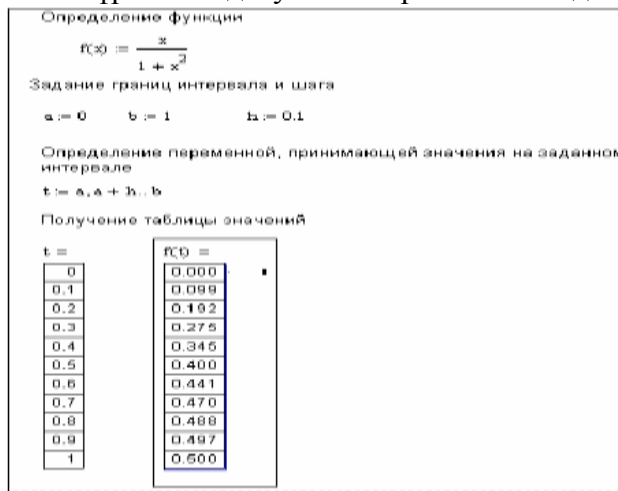 Определение функции
f(x) := x / 1 + x²
Задание границ интервала и шага
a := 0 b := 1 h := 0.1
Определение переменной, принимающей значения на заданном
интервале
t := a, a + h.. b
Получение таблицы значений
t = f(t) =
0 0.000
0.1 0.099
0.2 0.192
0.3 0.275
0.4 0.345
0.5 0.400
0.6 0.441
0.7 0.470
0.8 0.488
0.9 0.497
1 0.500